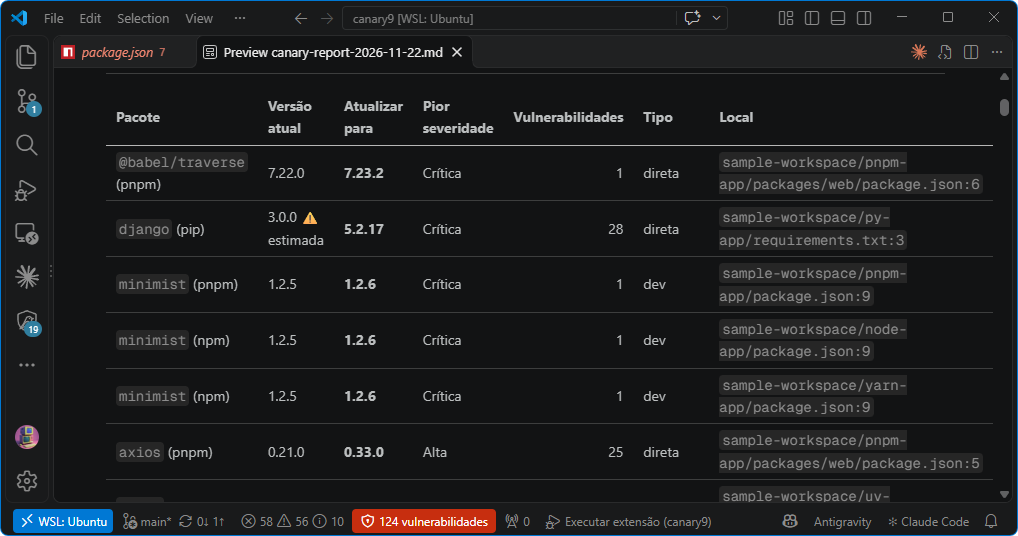 File Edit Selection View ··· canary9 [WSL: Ubuntu]
package.json 7 Preview canary-report-2026-11-22.md
Pacote Versão atual Atualizar para Pior severidade Vulnerabilidades Tipo Local
@babel/traverse (pnpm) 7.22.0 7.23.2 Crítica 1 direta sample-workspace/pnpm-app/packages/web/package.json:6
django (pip) 3.0.0 ⚠ estimada 5.2.17 Crítica 28 direta sample-workspace/py-app/requirements.txt:3
minimist (pnpm) 1.2.5 1.2.6 Crítica 1 dev sample-workspace/pnpm-app/package.json:9
minimist (npm) 1.2.5 1.2.6 Crítica 1 dev sample-workspace/node-app/package.json:9
minimist (npm) 1.2.5 1.2.6 Crítica 1 dev sample-workspace/yarn-app/package.json:9
axios (pnpm) 0.21.0 0.33.0 Alta 25 direta sample-workspace/pnpm-app/packages/web/package.json:5
sample-workspace/uv-
1
19
WSL: Ubuntu main* 0↓ 1↑ 58 56 10 124 vulnerabilidades 0 Executar extensão (canary9) Antigravity Claude Code